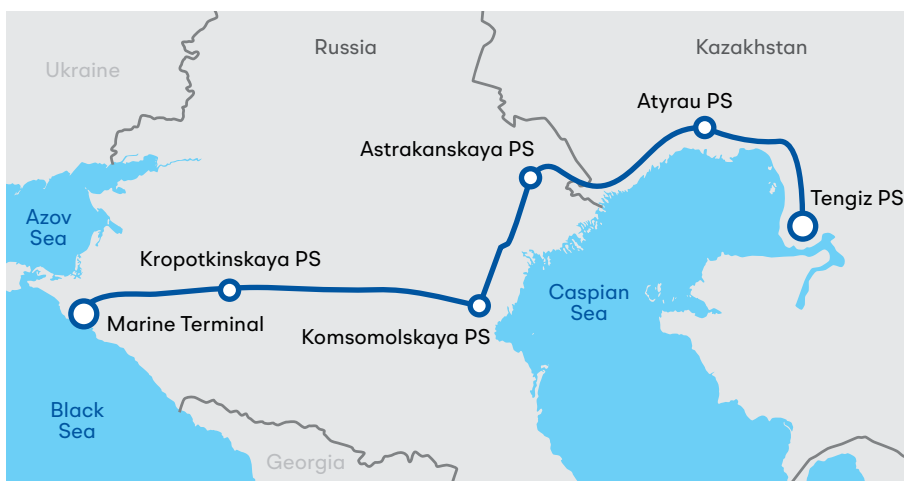 Russia
Kazakhstan
Ukraine
Atyrau PS
Astrakanskaya PS
Tengiz PS
Azov
Sea
Kropotkinskaya PS
Caspian
Sea
Marine Terminal
Komsomolskaya PS
Black
Sea
Georgia